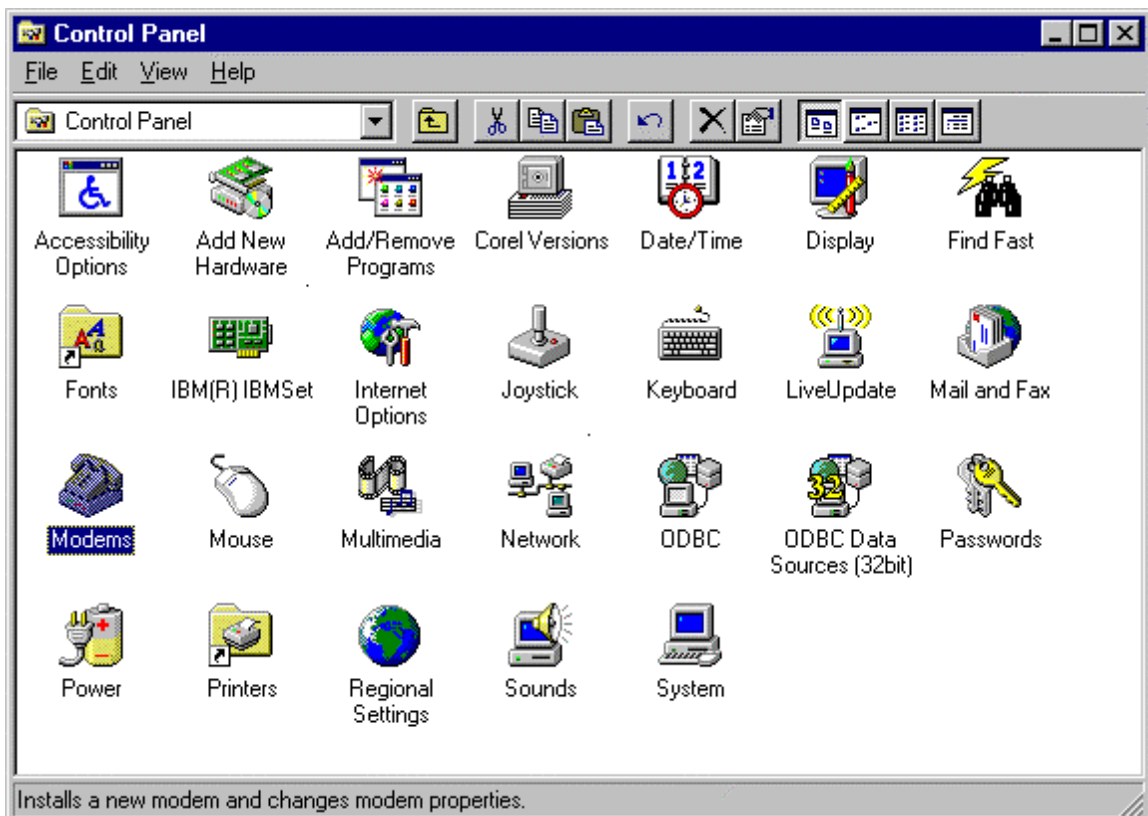 Control Panel
File Edit View Help
Control Panel
Accessibility Options
Add New Hardware
Add/Remove Programs
Corel Versions
Date/Time
Display
Find Fast
Fonts
IBM(R) IBMSet
Internet Options
Joystick
Keyboard
LiveUpdate
Mail and Fax
Modems
Mouse
Multimedia
Network
ODBC
ODBC Data Sources (32bit)
Passwords
Power
Printers
Regional Settings
Sounds
System
Installs a new modem and changes modem properties.